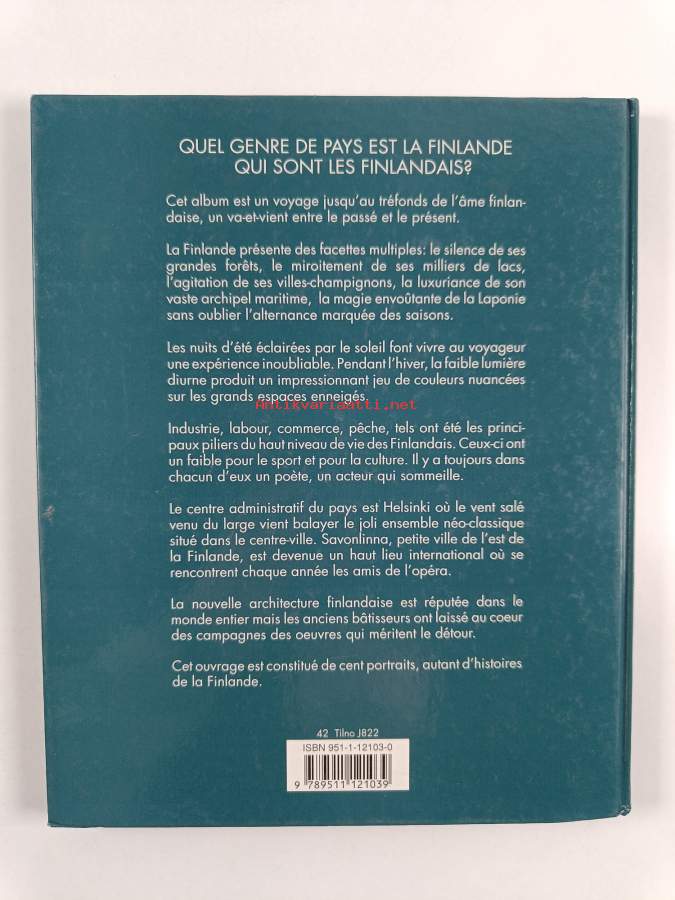 QUEL GENRE DE PAYS EST LA FINLANDE
QUI SONT LES FINLANDAIS?
Cet album est un voyage jusqu'au tréfonds de l'âme finlan-
daise, un va-et-vient entre le passé et le présent.
La Finlande présente des facettes multiples: le silence de ses
grandes forêts, le miroitement de ses milliers de lacs,
l'agitation de ses villes-champignons, la luxuriance de son
vaste archipel maritime, la magie envoûtante de la Laponie
sans oublier l'alternance marquée des saisons.
Les nuits d'été éclairées par le soleil font vivre au voyageur
une expérience inoubliable. Pendant l'hiver, la faible lumière
diurne produit un impressionnant jeu de couleurs nuancées
sur les grands espaces enneigés.
Antikvariaatti.net
Industrie, labour, commerce, pêche, tels ont été les princi-
paux piliers du haut niveau de vie des Finlandais. Ceux-ci ont
un faible pour le sport et pour la culture. Il y a toujours dans
chacun d'eux un poète, un acteur qui sommeille.
Le centre administratif du pays est Helsinki où le vent salé
venu du large vient balayer le joli ensemble néo-classique
situé dans le centre-ville. Savonlinna, petite ville de l'est de
la Finlande, est devenue un haut lieu international où se
rencontrent chaque année les amis de l'opéra.
La nouvelle architecture finlandaise est réputée dans le
monde entier mais les anciens bâtisseurs ont laissé au coeur
des campagnes des oeuvres qui méritent le détour.
Cet ouvrage est constitué de cent portraits, autant d'histoires
de la Finlande.
42 Tilno J822
ISBN 951-1-12103-0
9 789511 121039